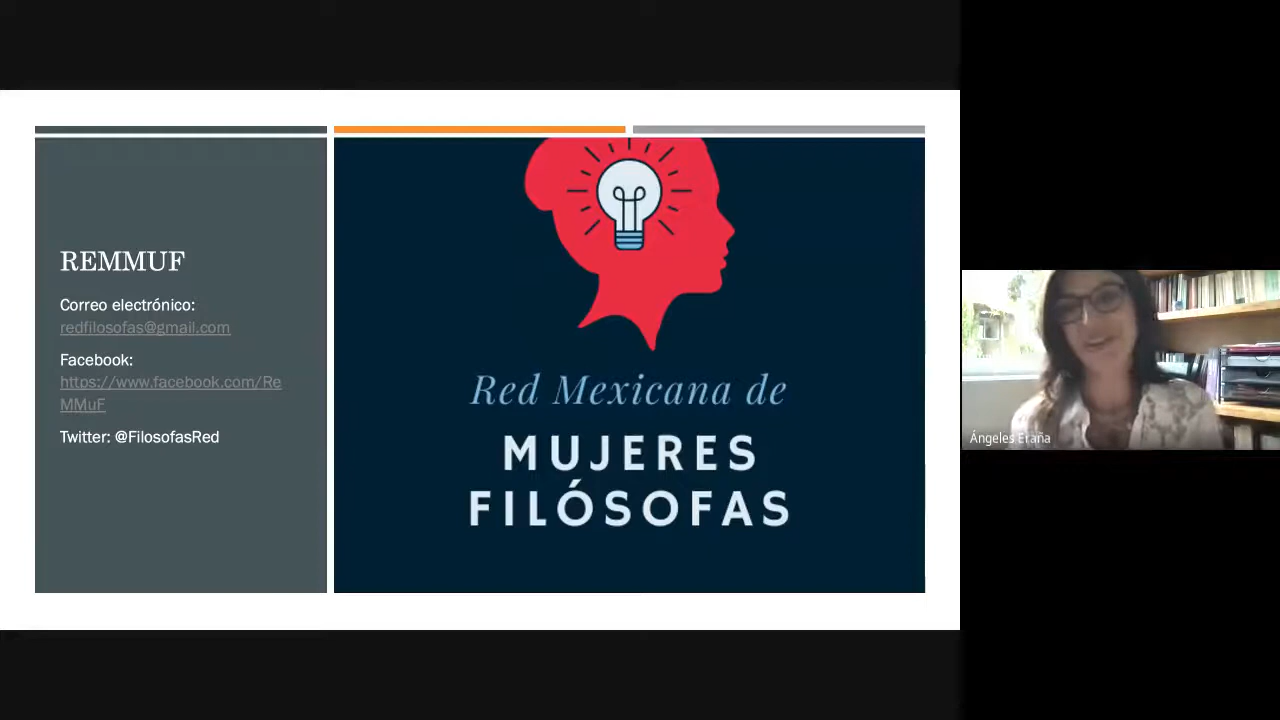 REMMUF
Correo electrónico:
redfilosofas@gmail.com
Facebook:
https://www.facebook.com/Re
MMuF
Twitter: @FilosofasRed
Red Mexicana de
MUJERES
FILÓSOFAS
Ángeles Eraña